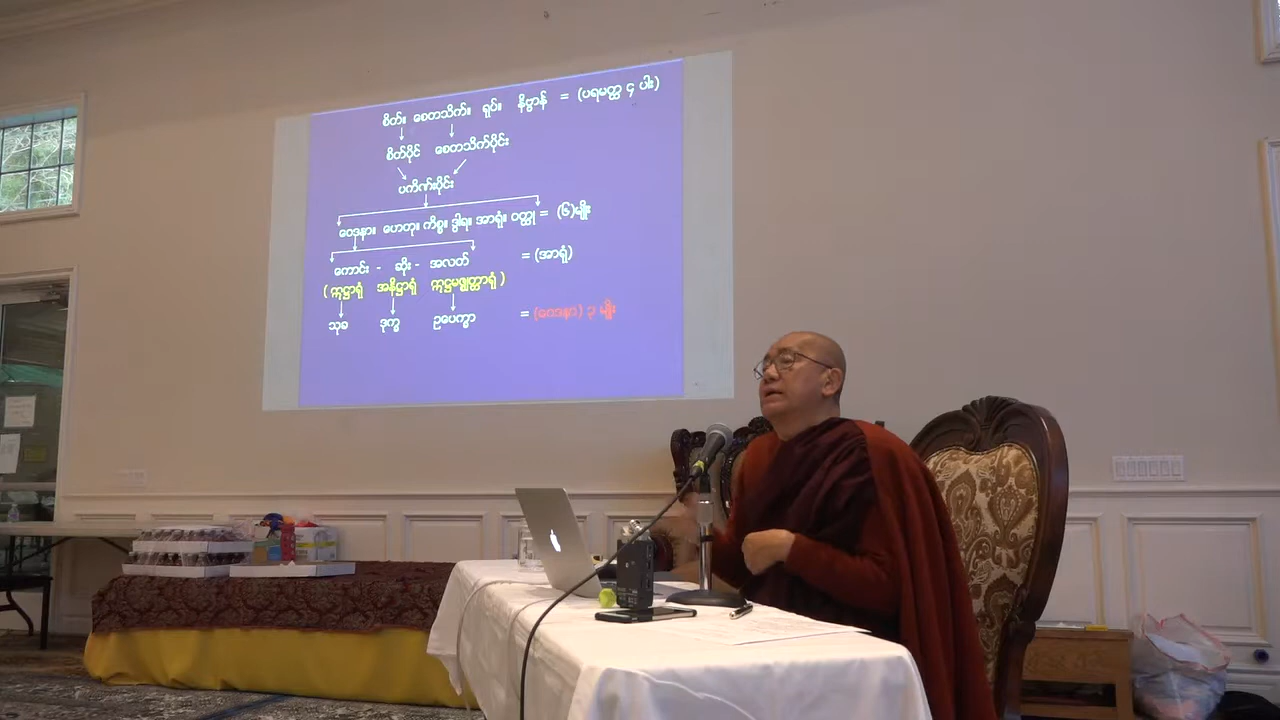 စိတ်။ စေတသိက်။ ရုပ်။ နိဗ္ဗာန် = (ပရမတ္ထ ၄ ပါး)
စိတ်ပိုင် စေတသိက်ပိုင်း
ပကိဏ်းပိုင်း
ဝေဒနာ။ ဟေတု။ ကိစ္စ။ ဒွါရ။ အာရုံ။ ဝတ္ထု = (၆)မျိုး
ကောင်း - ဆိုး - အလတ် = (အာရုံ)
(ဣဋ္ဌာရုံ အနိဋ္ဌာရုံ ဣဋ္ဌမဇ္ဈတ္တာရုံ )
သုခ ဒုက္ခ ဥပေက္ခာ = (ဝေဒနာ) ၃ မျိုး